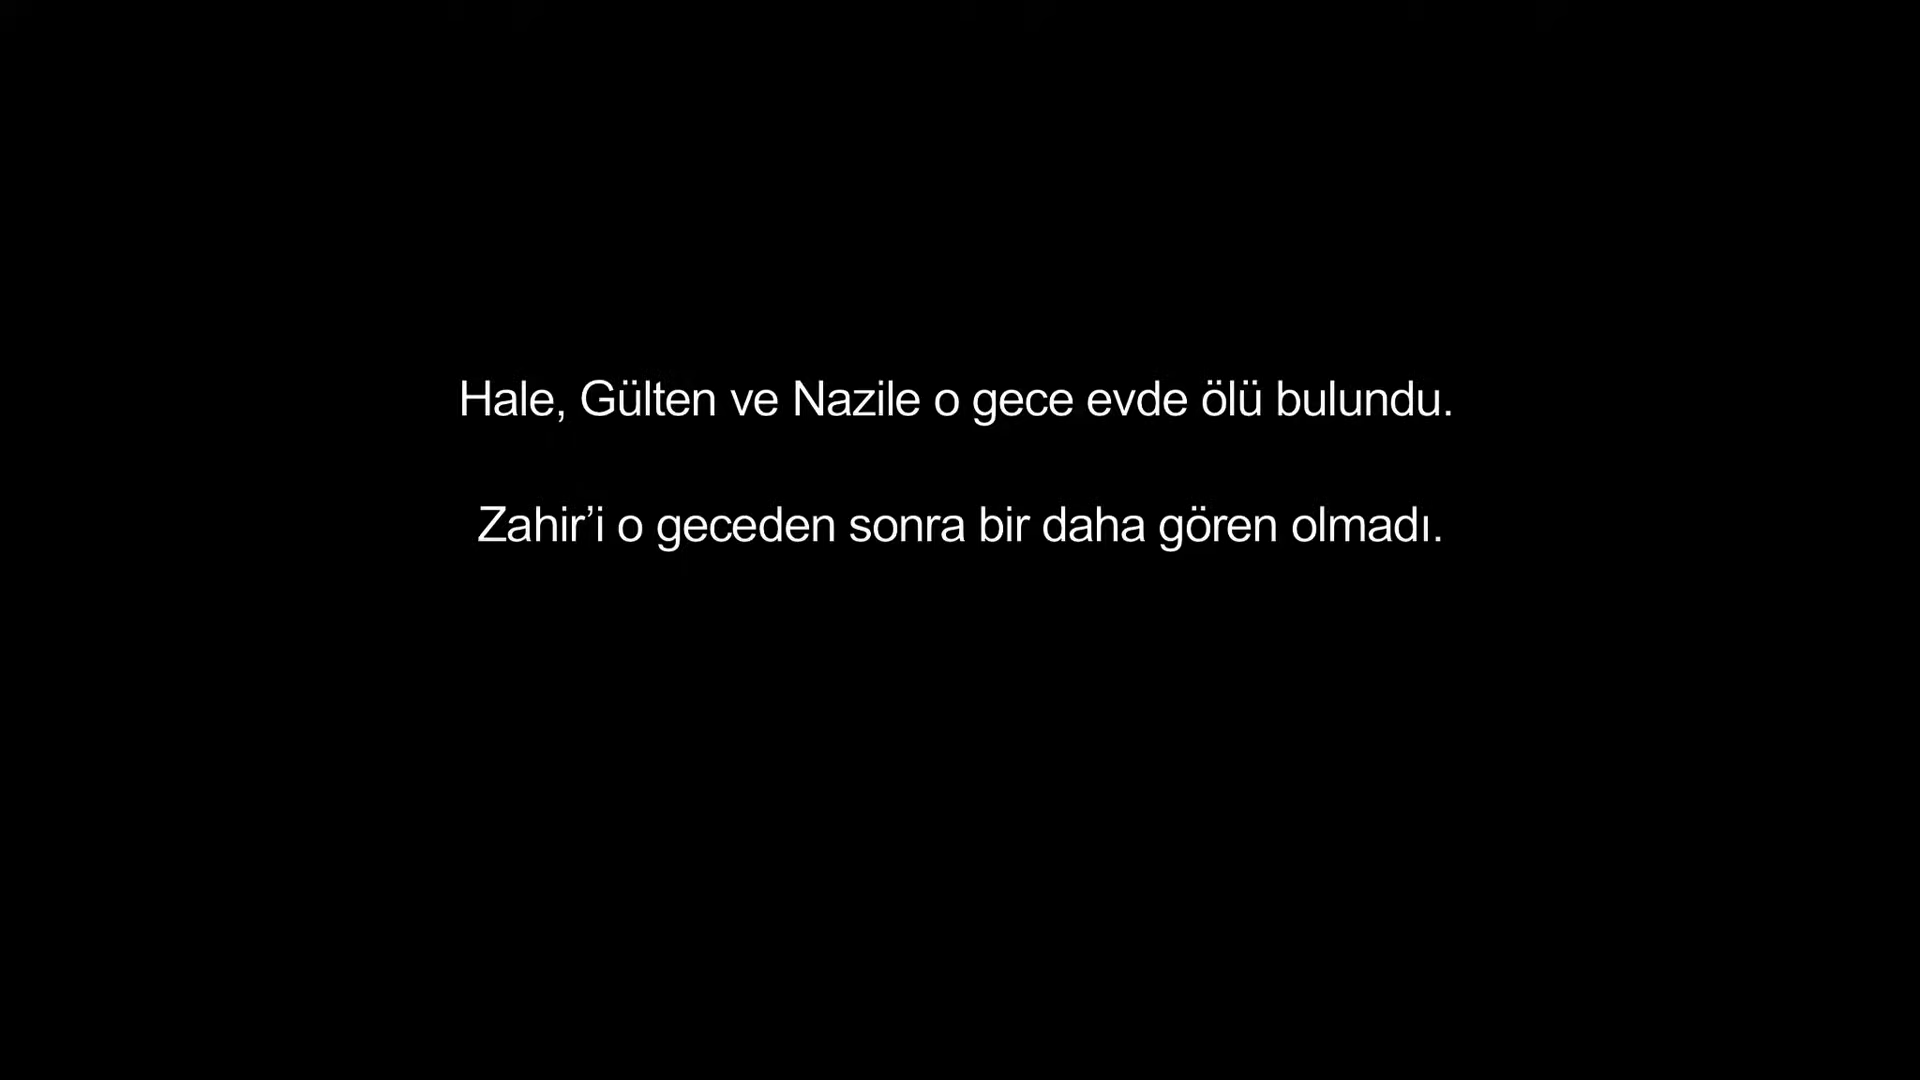 Hale, Gülten ve Nazile o gece evde ölü bulundu.
Zahir’i o geceden sonra bir daha gören olmadı.